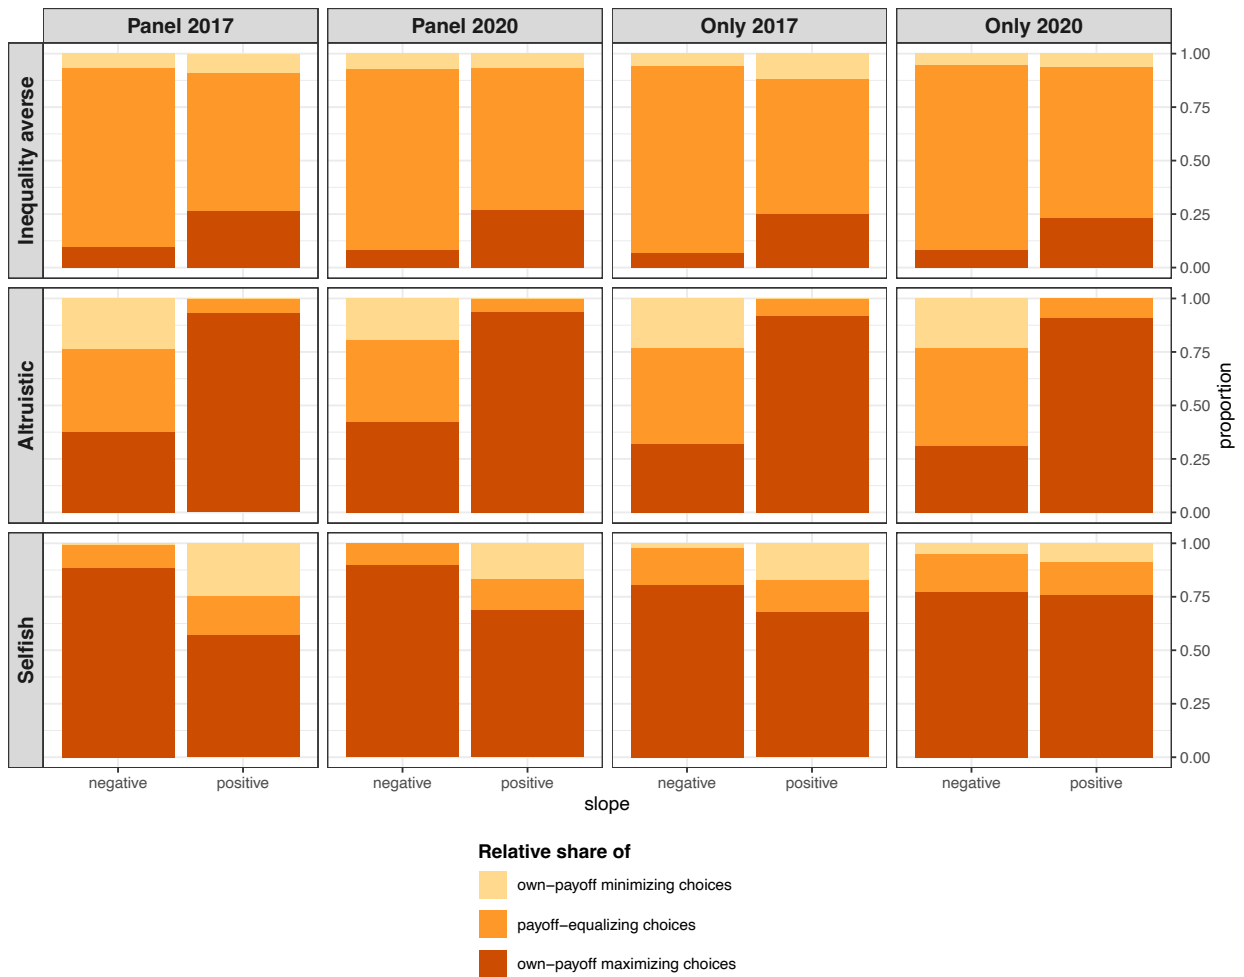 Panel 2017 Panel 2020 Only 2017 Only 2020
Inequality averse
1.00
0.75
0.50
0.25
0.00
Altruistic
1.00
0.75
0.50
0.25
0.00
proportion
Selfish
1.00
0.75
0.50
0.25
0.00
negative positive negative positive negative positive negative positive
slope
Relative share of
own−payoff minimizing choices
payoff−equalizing choices
own−payoff maximizing choices